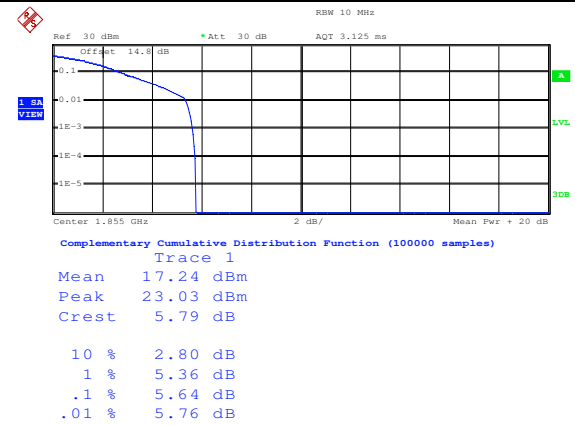 R S
RBW 10 MHz
Ref 30 dBm * Att 30 dB AQT 3.125 ms
Offset 14.8 dB
0.1
A
0.01
1 SA
VIEW
1E-3
LVL
1E-4
1E-5
3DB
Center 1.855 GHz 2 dB/ Mean Pwr + 20 dB
Complementary Cumulative Distribution Function (100000 samples)
Trace 1
Mean 17.24 dBm
Peak 23.03 dBm
Crest 5.79 dB
10 % 2.80 dB
1 % 5.36 dB
.1 % 5.64 dB
.01 % 5.76 dB